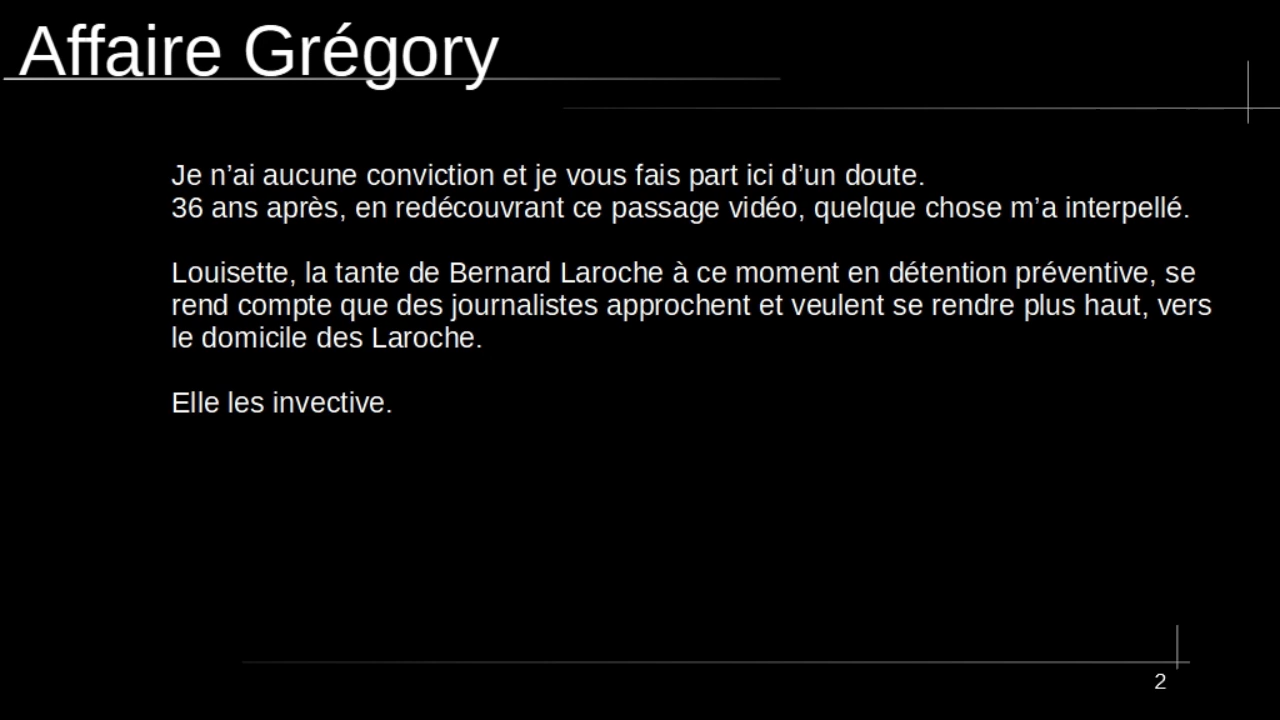 Affaire Grégory
Je n’ai aucune conviction et je vous fais part ici d’un doute.
36 ans après, en redécouvrant ce passage vidéo, quelque chose m’a interpellé.
Louisette, la tante de Bernard Laroche à ce moment en détention préventive, se
rend compte que des journalistes approchent et veulent se rendre plus haut, vers
le domicile des Laroche.
Elle les invective.
2